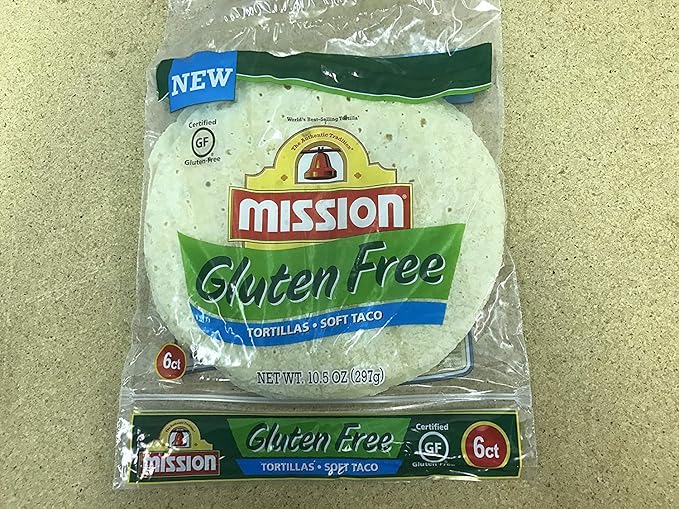 NEW
World's Best-Selling Tortilla
Certified
GF
Gluten-Free
The Authentic Tradition
MISSION®
Gluten Free
TORTILLAS • SOFT TACO
6ct
NET WT. 10.5 OZ (297g)
MISSION
Gluten Free
TORTILLAS • SOFT TACO
Certified
GF
Gluten-Free
6ct